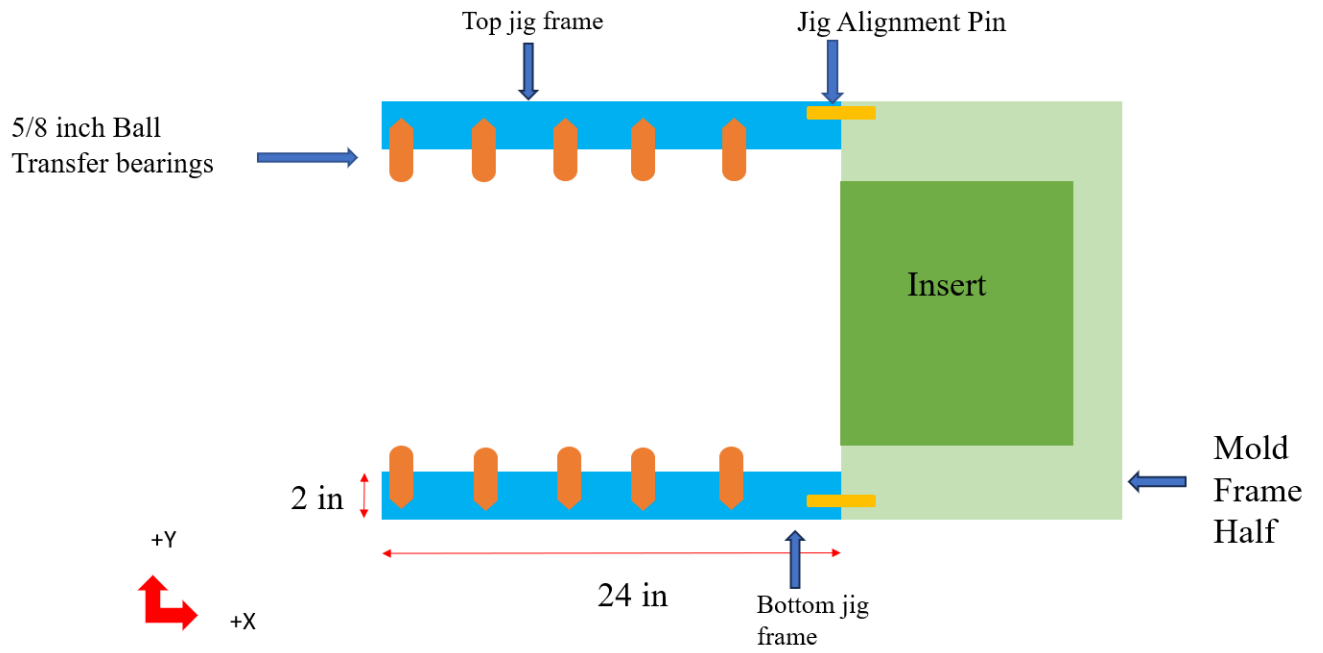 Top jig frame
Jig Alignment Pin
5/8 inch Ball
Transfer bearings
Insert
Mold
Frame
Half
2 in
+Y
+X
24 in
Bottom jig
frame